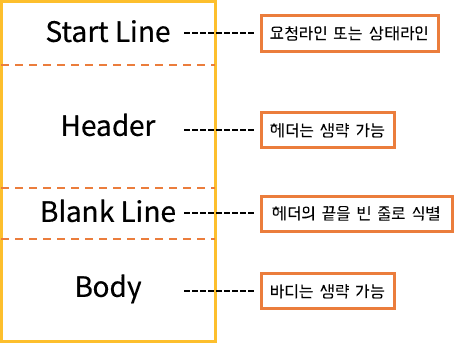 Start Line
요청라인 또는 상태라인
Header
헤더는 생략 가능
Blank Line
헤더의 끝을 빈 줄로 식별
Body
바디는 생략 가능